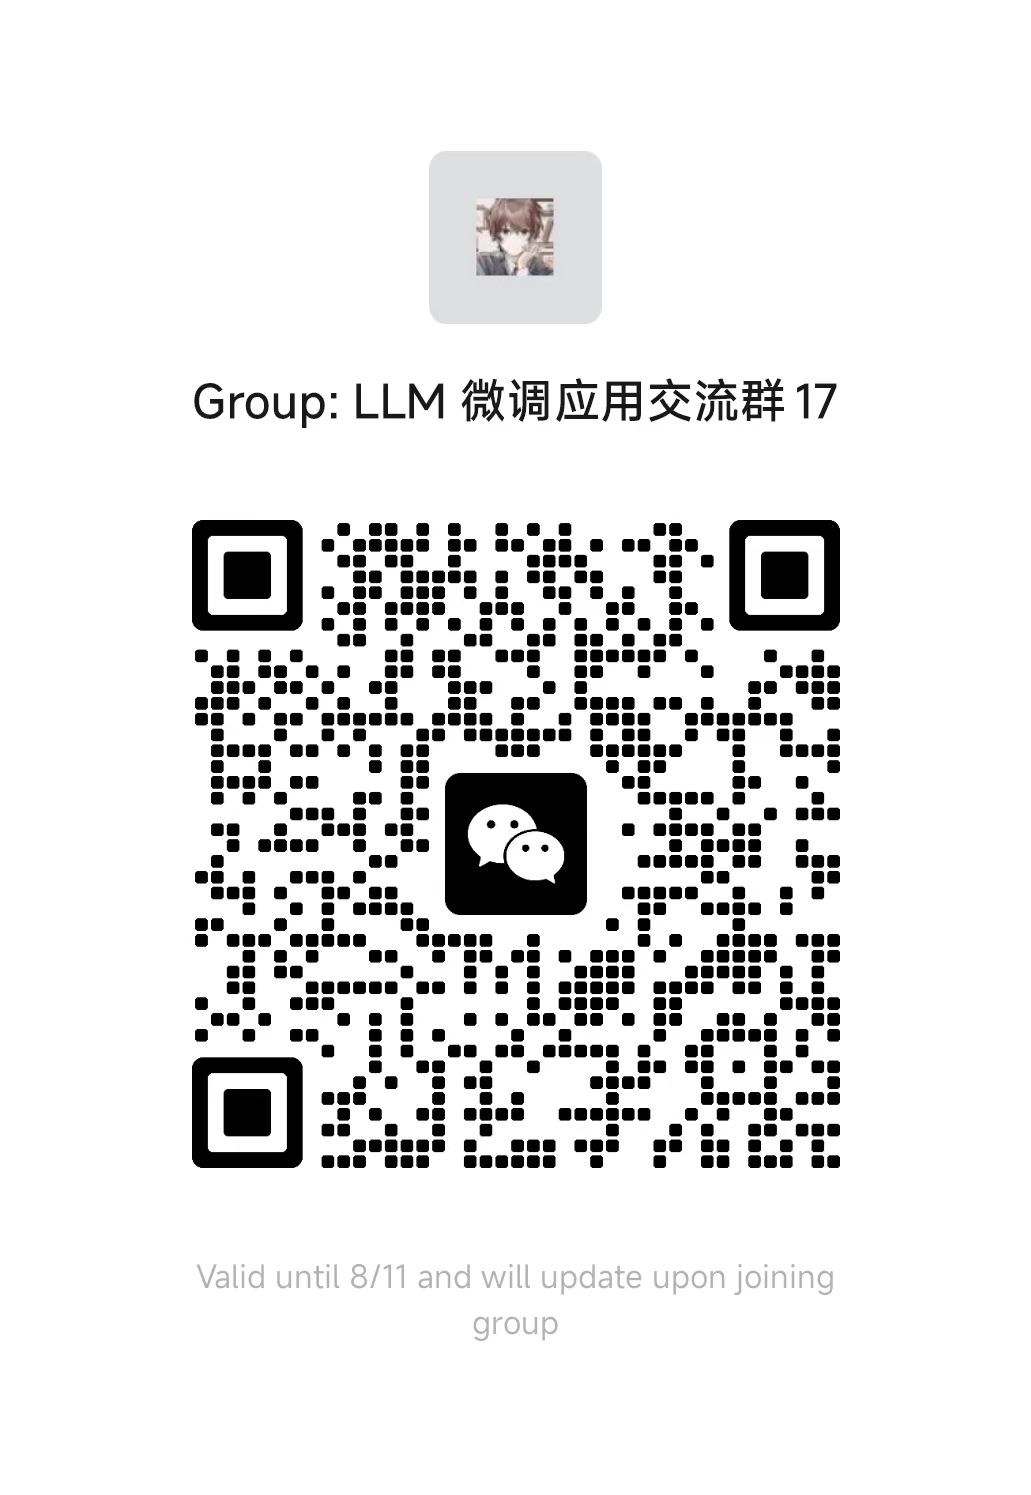 Group: LLM 微调应用交流群 17
Valid until 8/11 and will update upon joining
group